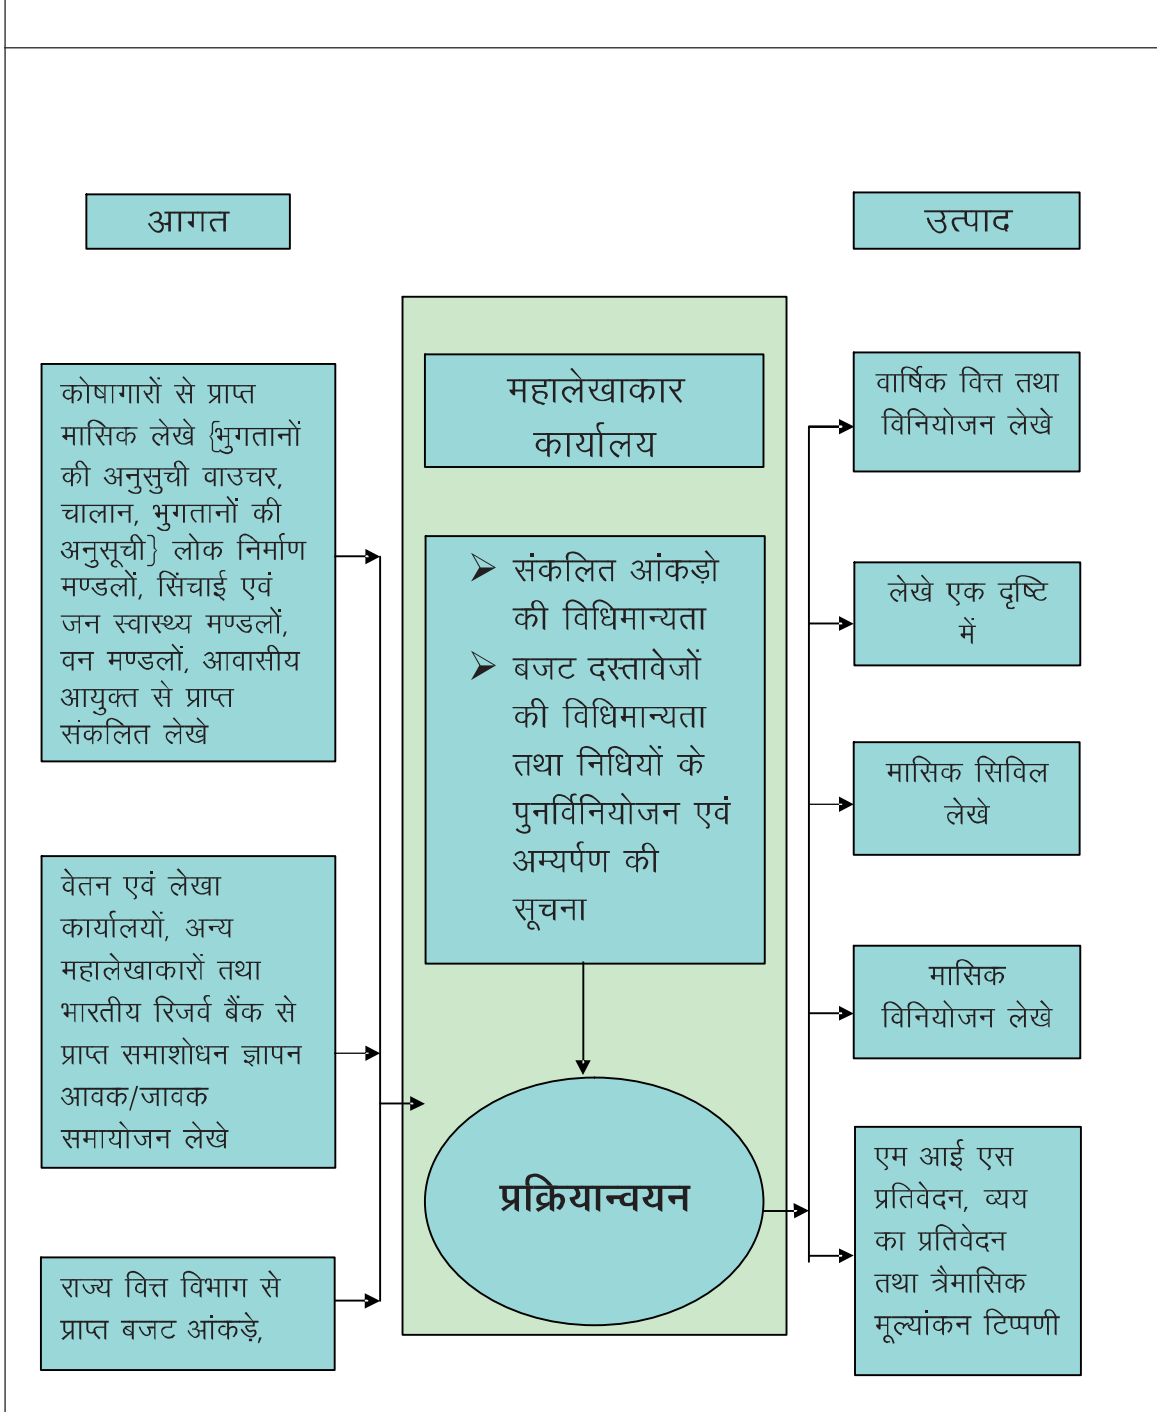 आगत
उत्पाद
कोषागारों से प्राप्त
मासिक लेखे {भुगतानों
की अनुसुची वाउचर,
चालान, भुगतानों की
अनुसूची} लोक निर्माण
मण्डलों, सिंचाई एवं
जन स्वास्थ्य मण्डलों,
वन मण्डलों, आवासीय
आयुक्त से प्राप्त
संकलित लेखे
वेतन एवं लेखा
कार्यालयों, अन्य
महालेखाकारों तथा
भारतीय रिजर्व बैंक से
प्राप्त समाशोधन ज्ञापन
आवक/जावक
समायोजन लेखे
राज्य वित्त विभाग से
प्राप्त बजट आंकड़े,
महालेखाकार
कार्यालय
➢ संकलित आंकड़ो
की विधिमान्यता
➢ बजट दस्तावेजों
की विधिमान्यता
तथा निधियों के
पुनर्विनियोजन एवं
अम्यर्पण की
सूचना
प्रक्रियान्वयन
वार्षिक वित्त तथा
विनियोजन लेखे
लेखे एक दृष्टि
में
मासिक सिविल
लेखे
मासिक
विनियोजन लेखे
एम आई एस
प्रतिवेदन, व्यय
का प्रतिवेदन
तथा त्रैमासिक
मूल्यांकन टिप्पणी